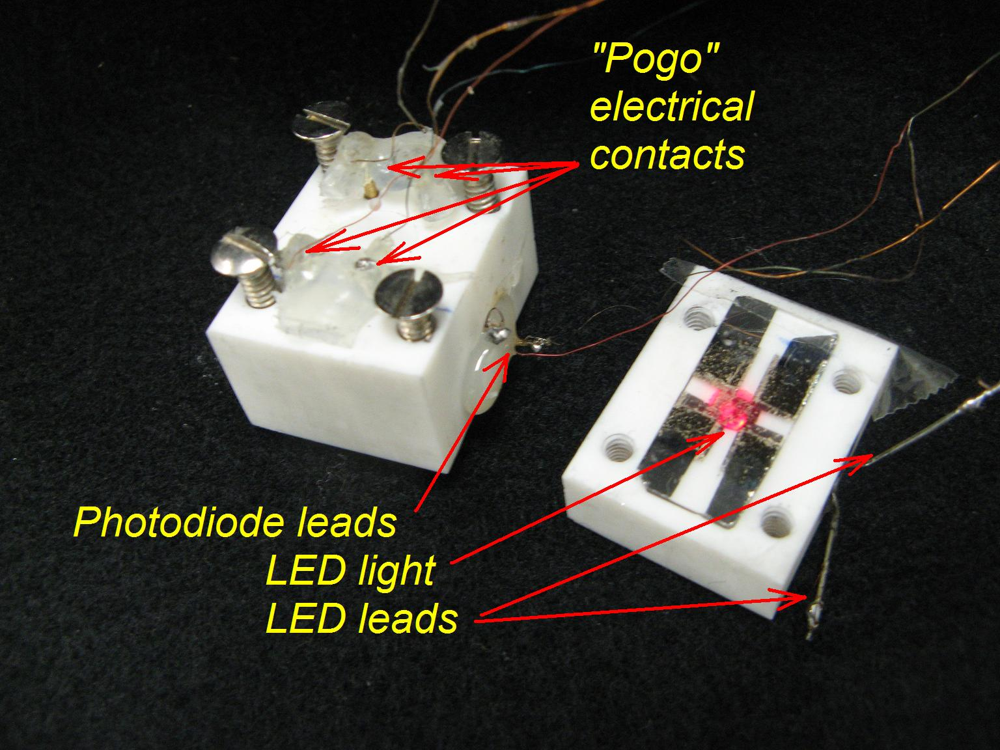 "Pogo"
electrical
contacts
Photodiode leads
LED light
LED leads